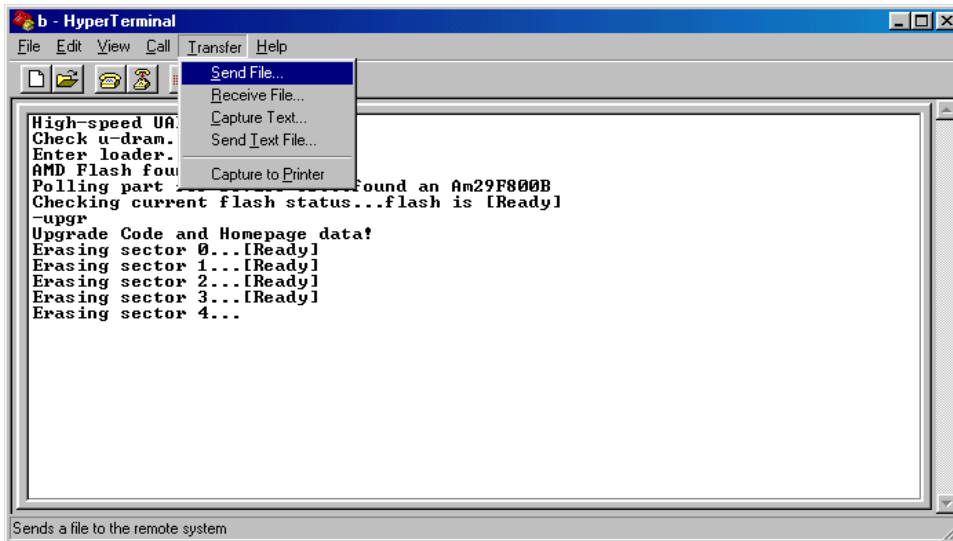 b - HyperTerminal
File Edit View Call Transfer Help
Send File...
Receive File...
Capture Text...
Send Text File...
Capture to Printer
High-speed
Check u-dram.
Enter loader.
AMD Flash
Polling part found an Am29F800B
Checking current flash status...flash is [Ready]
-upgr
Upgrade Code and Homepage data!
Erasing sector 0...[Ready]
Erasing sector 1...[Ready]
Erasing sector 2...[Ready]
Erasing sector 3...[Ready]
Erasing sector 4...
Sends a file to the remote system